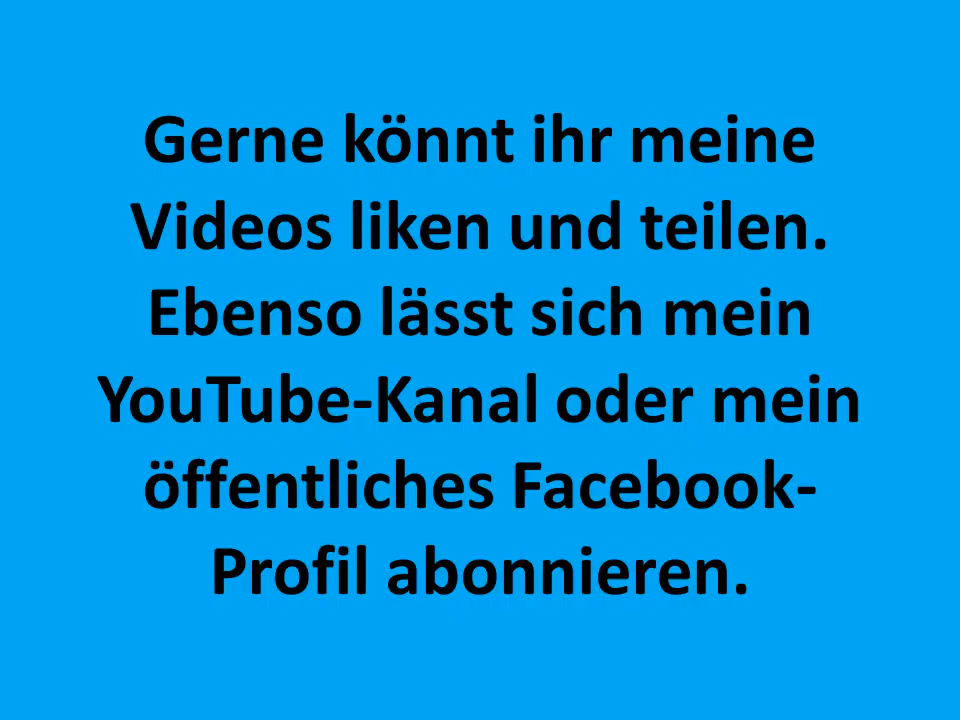 Gerne könnt ihr meine
Videos liken und teilen.
Ebenso lässt sich mein
YouTube-Kanal oder mein
öffentliches Facebook-
Profil abonnieren.